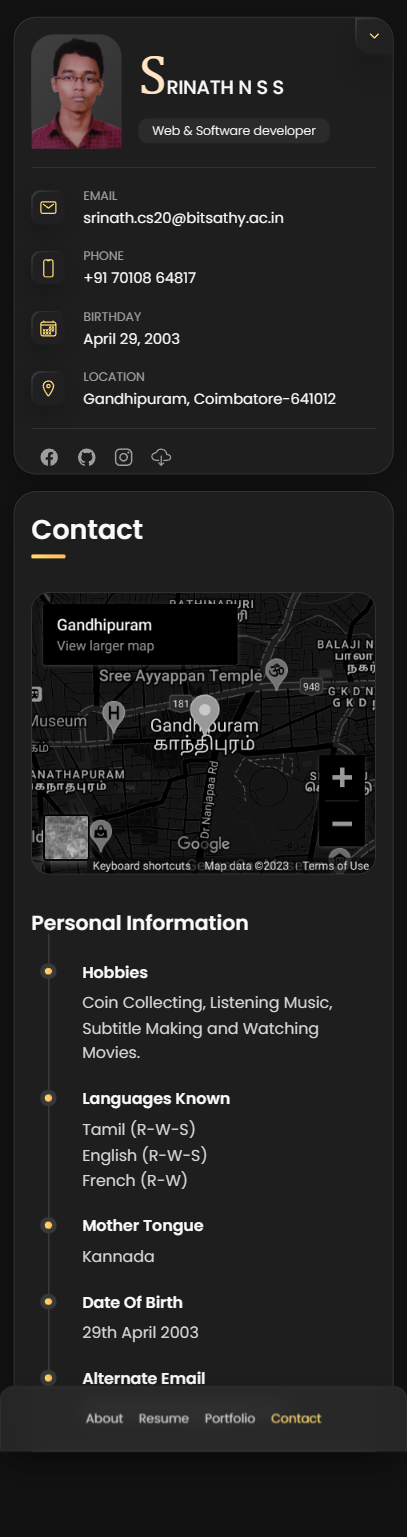 SRINATH N S S
Web & Software developer
EMAIL
srinath.cs20@bitsathy.ac.in
PHONE
+91 70108 64817
BIRTHDAY
April 29, 2003
LOCATION
Gandhipuram, Coimbatore-641012
Contact
Gandhipuram
View larger map
RATHINAPURI
BALAJI N
Sree Ayyappan Temple
948
G K D N
G K D
181
Museum
H
Gandhipuram
காந்திபுரம்
ANATHAPURAM
Dr Nanjapaa Rd
+
−
Google
Keyboard shortcuts
Map data ©2023
Terms of Use
Personal Information
Hobbies
Coin Collecting, Listening Music,
Subtitle Making and Watching
Movies.
Languages Known
Tamil (R-W-S)
English (R-W-S)
French (R-W)
Mother Tongue
Kannada
Date Of Birth
29th April 2003
Alternate Email
About Resume Portfolio Contact